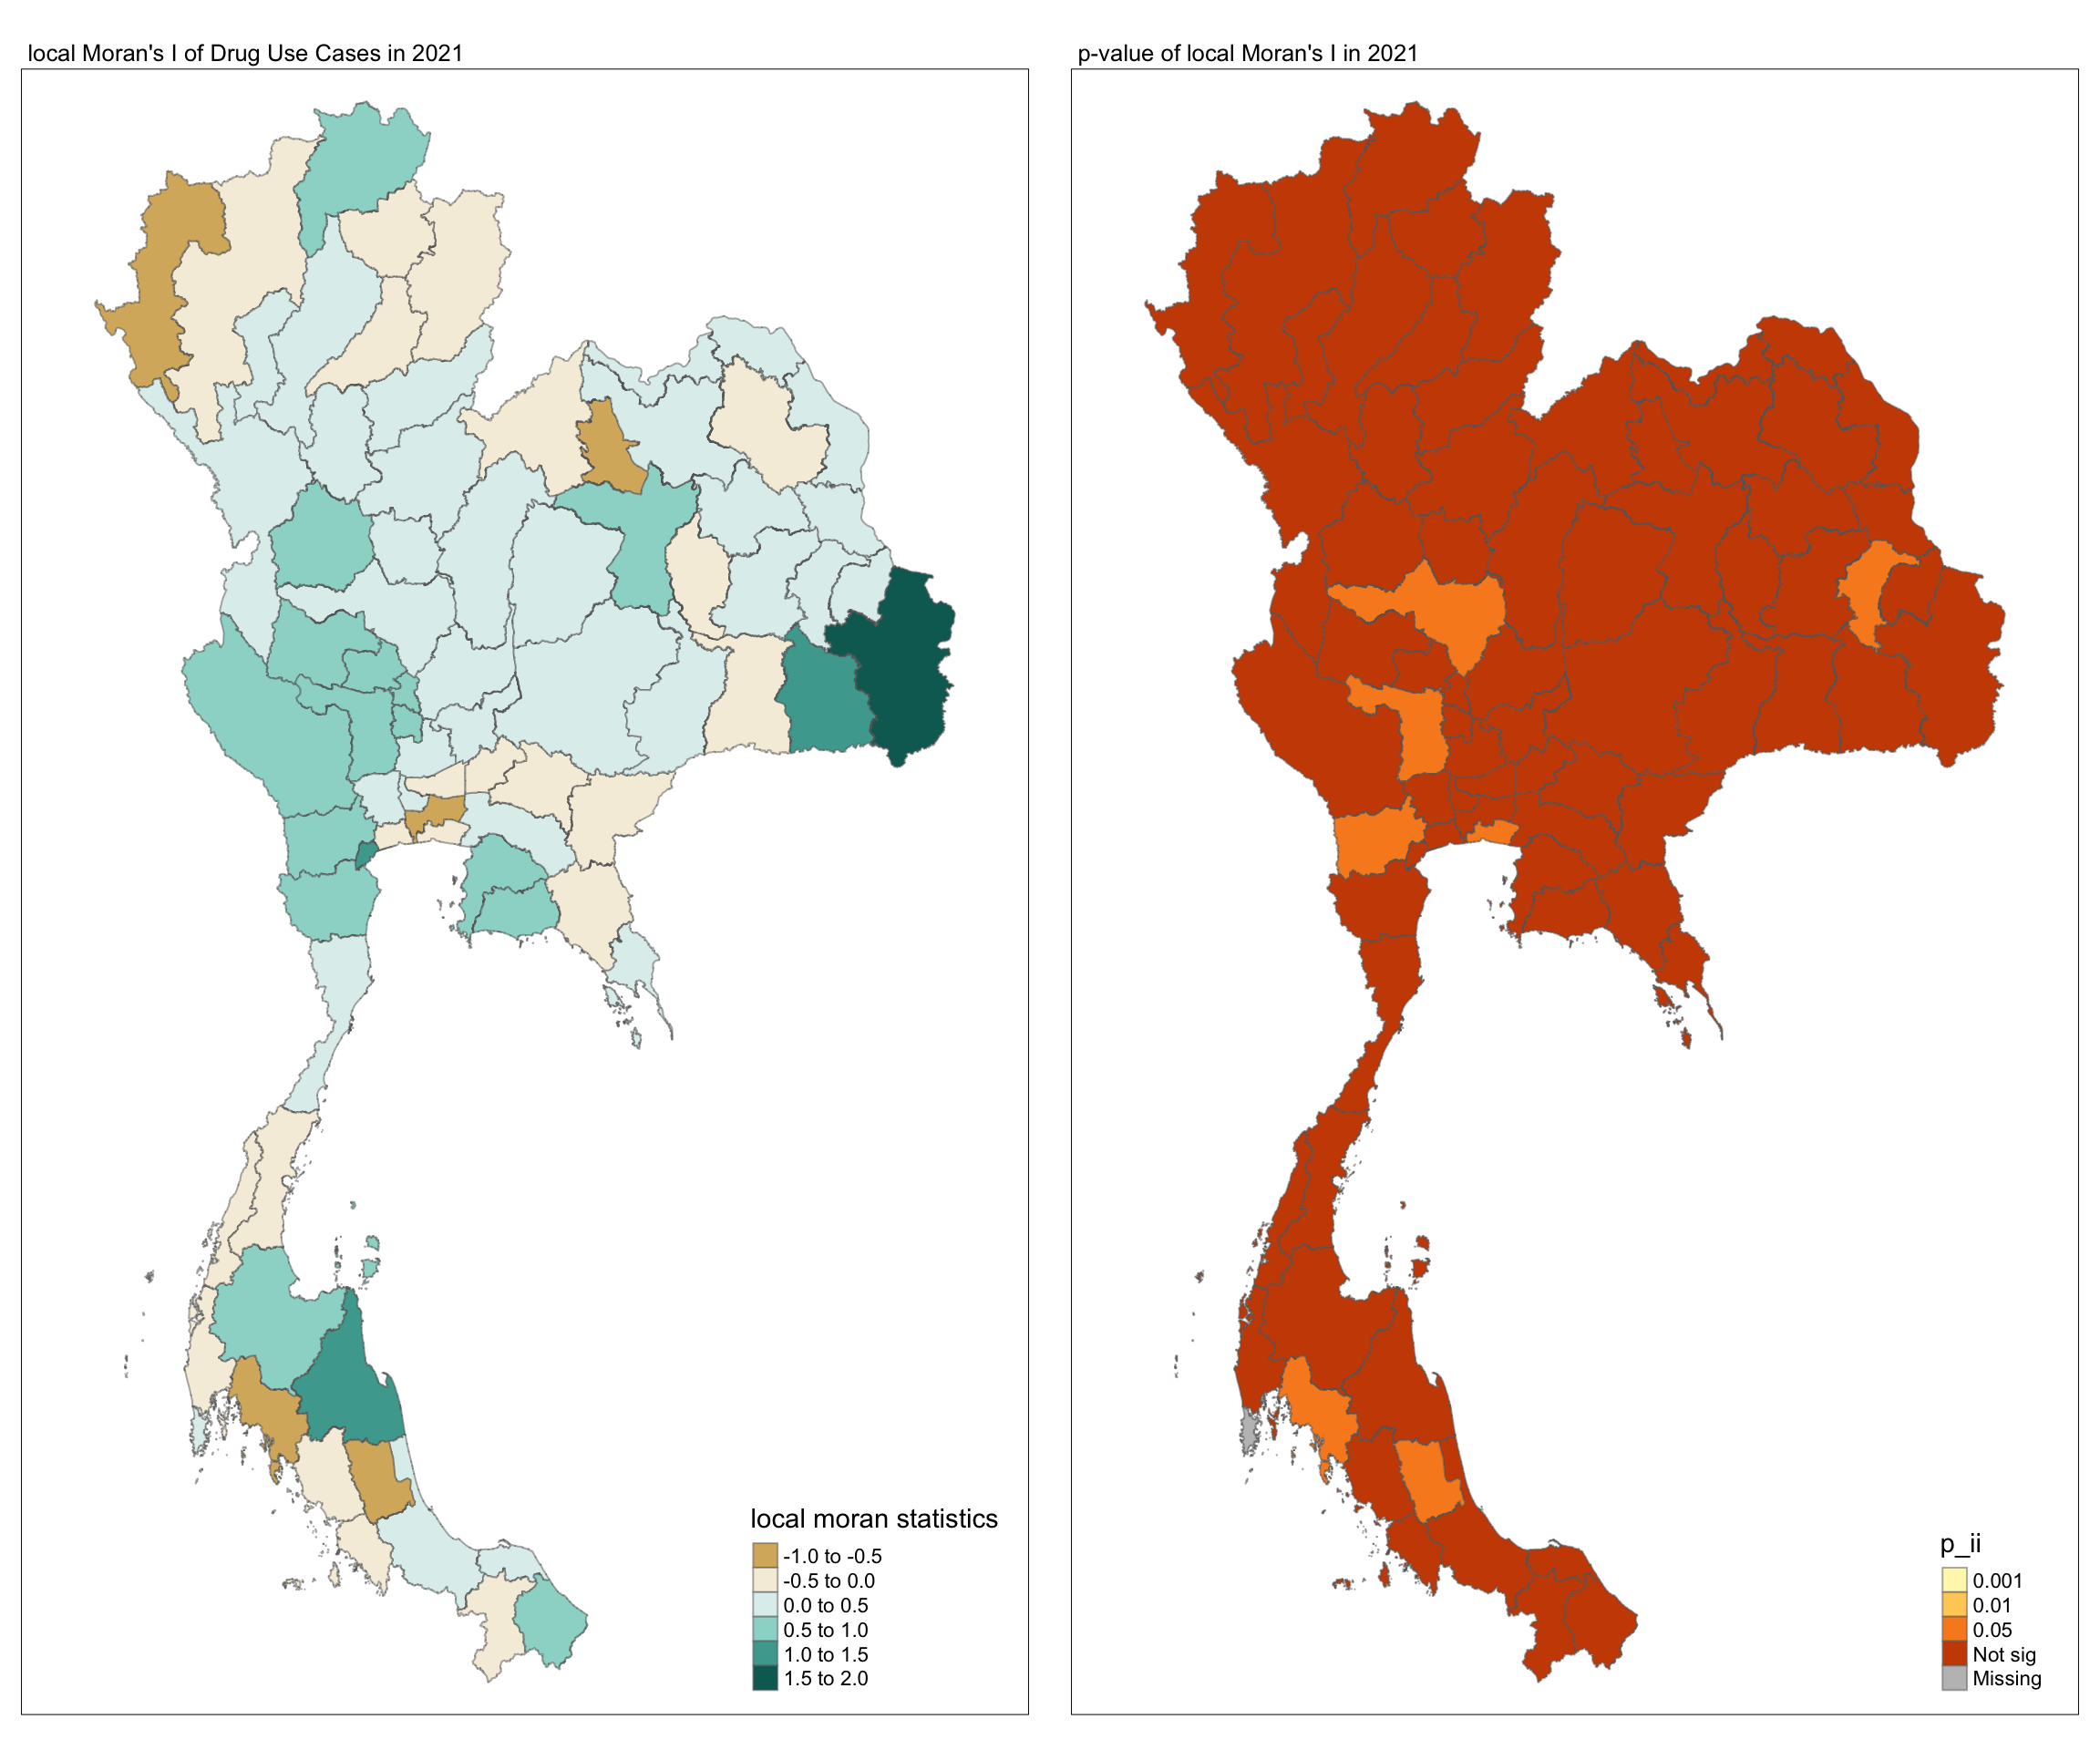 local Moran's I of Drug Use Cases in 2021
local moran statistics
-1.0 to -0.5
-0.5 to 0.0
0.0 to 0.5
0.5 to 1.0
1.0 to 1.5
1.5 to 2.0
p-value of local Moran's I in 2021
p_ii
0.001
0.01
0.05
Not sig
Missing